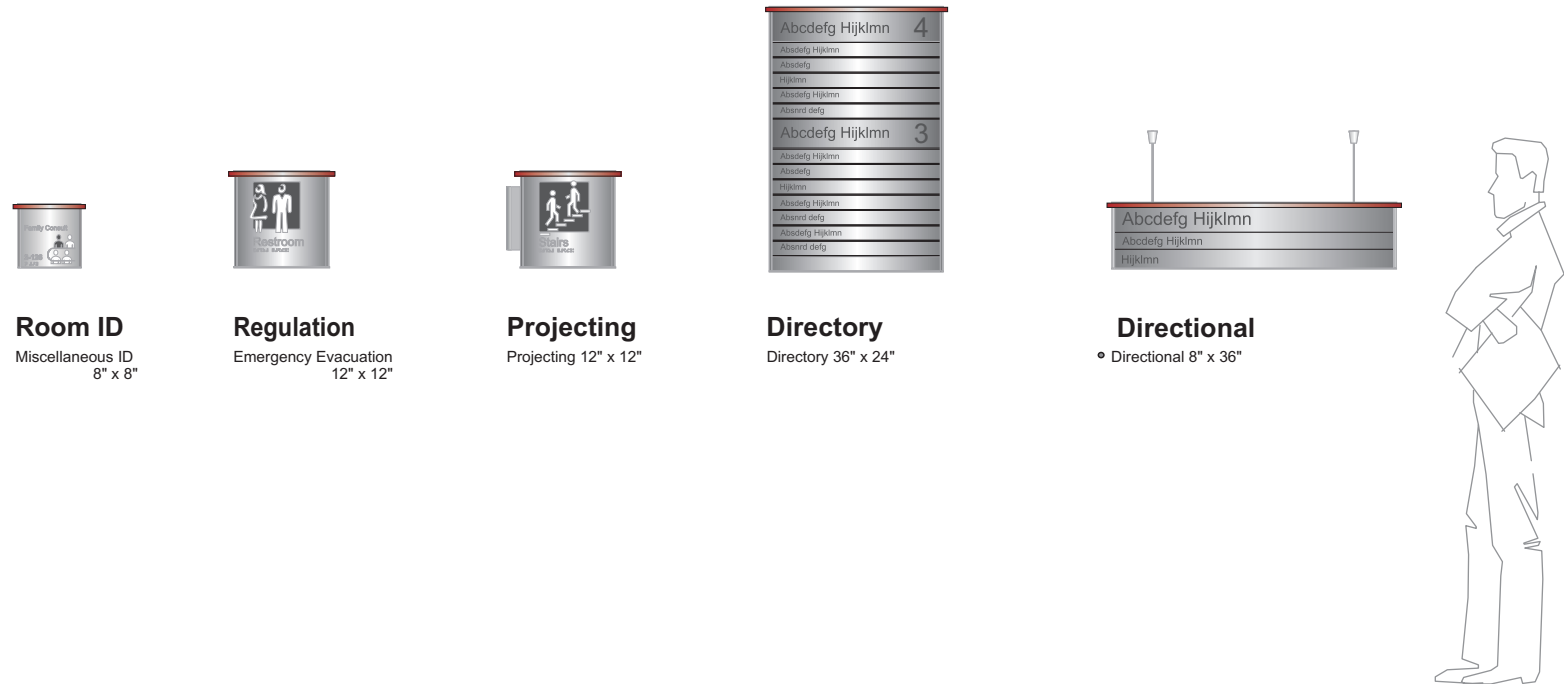 Family Consult
Restroom
Stairs
Abcdefg Hijklmn 4
Absdefg Hijklmn
Absdefg
Hijklmn
Absdefg Hijklmn
Absnrd defg
Abcdefg Hijklmn 3
Absdefg Hijklmn
Absdefg
Hijklmn
Absdefg Hijklmn
Absnrd defg
Absdefg Hijklmn
Absnrd defg
Abcdefg Hijklmn
Abcdefg Hijklmn
Hijklmn
Room ID
Miscellaneous ID
8" x 8"
Regulation
Emergency Evacuation
12" x 12"
Projecting
Projecting 12" x 12"
Directory
Directory 36" x 24"
Directional
Directional 8" x 36"